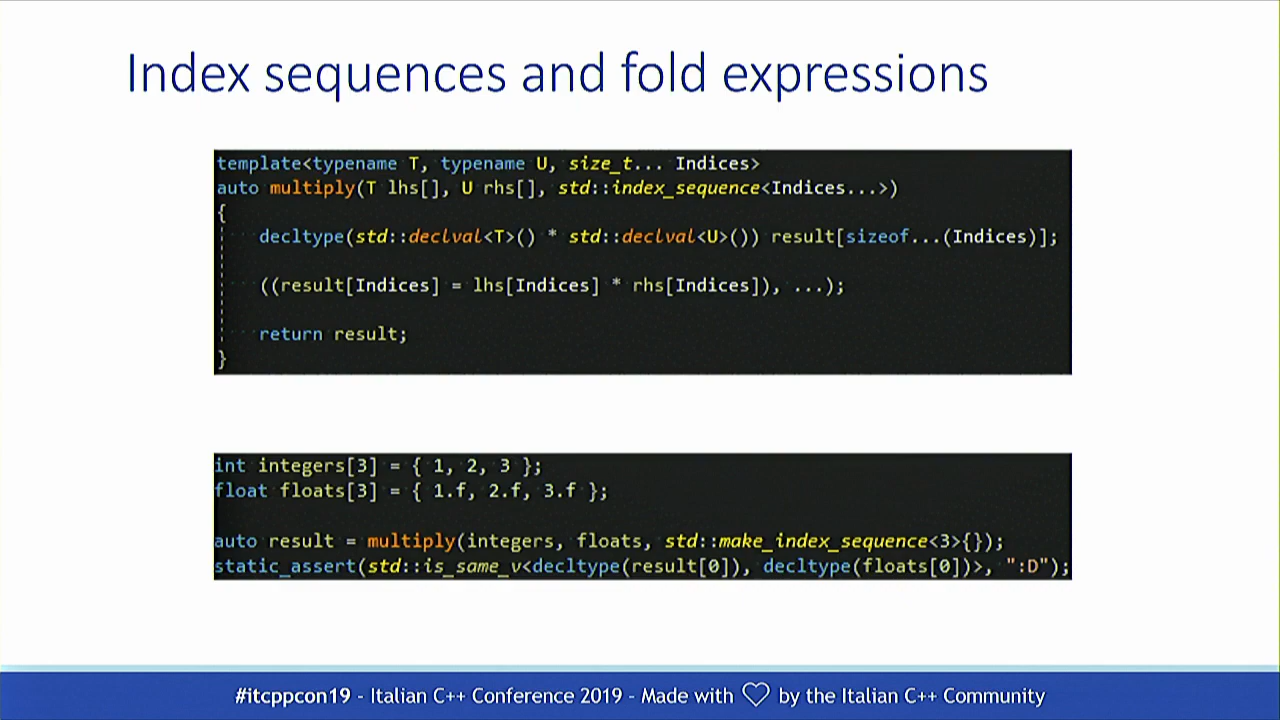 Index sequences and fold expressions
template<typename T, typename U, size_t... Indices>
auto multiply(T lhs[], U rhs[], std::index_sequence<Indices...>)
{
decltype(std::declval<T>() * std::declval<U>()) result[sizeof...(Indices)];
((result[Indices] = lhs[Indices] * rhs[Indices]), ...);
return result;
}
int integers[3] = { 1, 2, 3 };
float floats[3] = { 1.f, 2.f, 3.f };
auto result = multiply(integers, floats, std::make_index_sequence<3>{});
static_assert(std::is_same_v<decltype(result[0]), decltype(floats[0])>, ":D");
#itcppcon19 - Italian C++ Conference 2019 - Made with ♡ by the Italian C++ Community